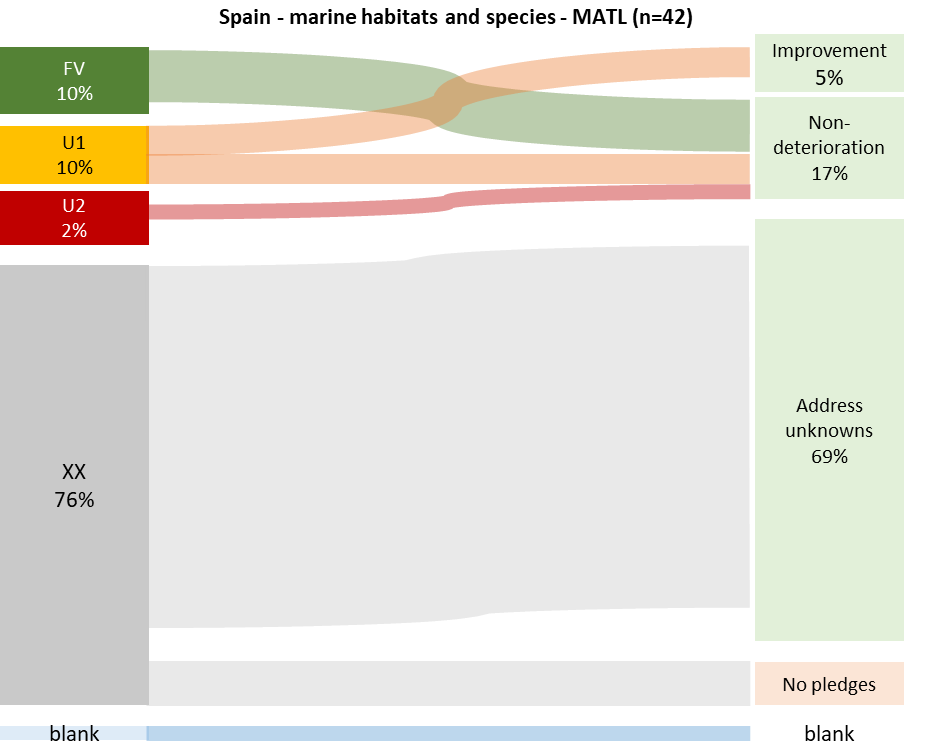 Spain - marine habitats and species - MATL (n=42)
FV
10%
U1
10%
U2
2%
XX
76%
blank
Improvement
5%
Non-
deterioration
17%
Address
unknowns
69%
No pledges
blank